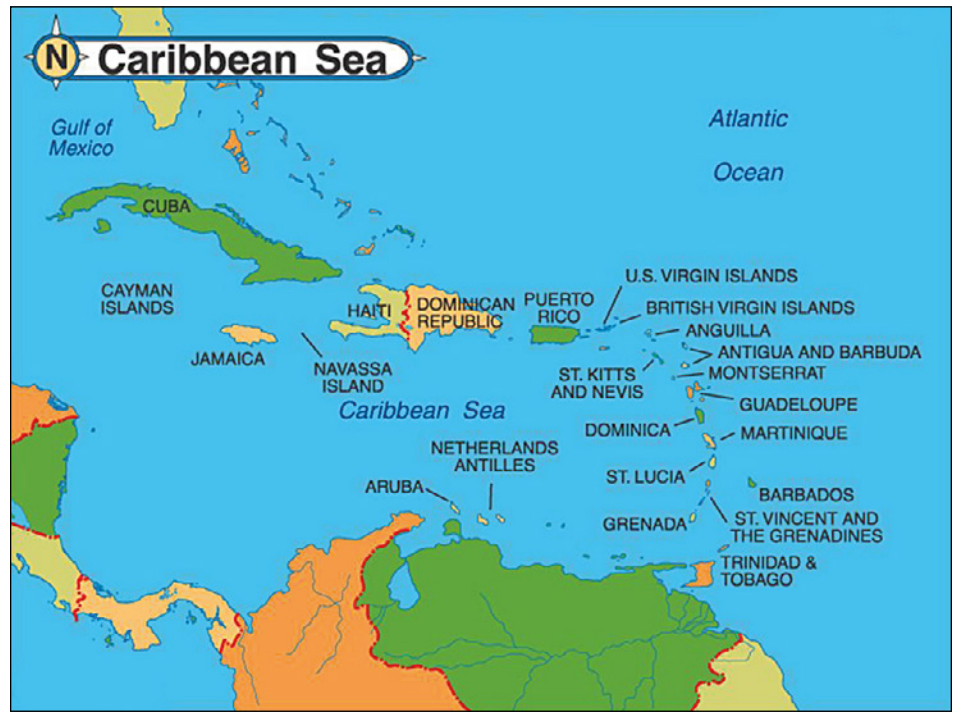 N
Caribbean Sea
Gulf of
Mexico
Atlantic
Ocean
CUBA
CAYMAN
ISLANDS
HAITI
DOMINICAN
REPUBLIC
PUERTO
RICO
U.S. VIRGIN ISLANDS
BRITISH VIRGIN ISLANDS
ANGUILLA
ANTIGUA AND BARBUDA
MONTSERRAT
JAMAICA
NAVASSA
ISLAND
ST. KITTS
AND NEVIS
GUADELOUPE
Caribbean Sea
DOMINICA
MARTINIQUE
NETHERLANDS
ANTILLES
ARUBA
ST. LUCIA
BARBADOS
GRENADA
ST. VINCENT AND
THE GRENADINES
TRINIDAD &
TOBAGO